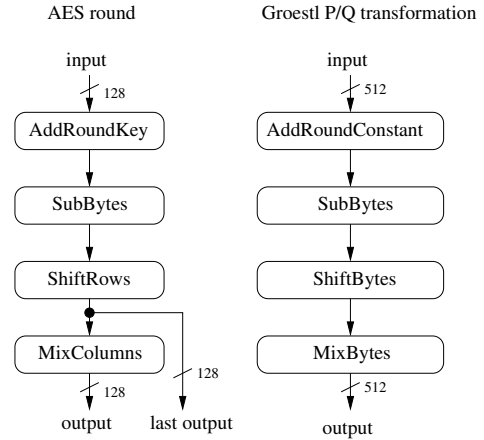 AES round
input
128
AddRoundKey
SubBytes
ShiftRows
MixColumns
128
128
output
last output
Groestl P/Q transformation
input
512
AddRoundConstant
SubBytes
ShiftBytes
MixBytes
512
output